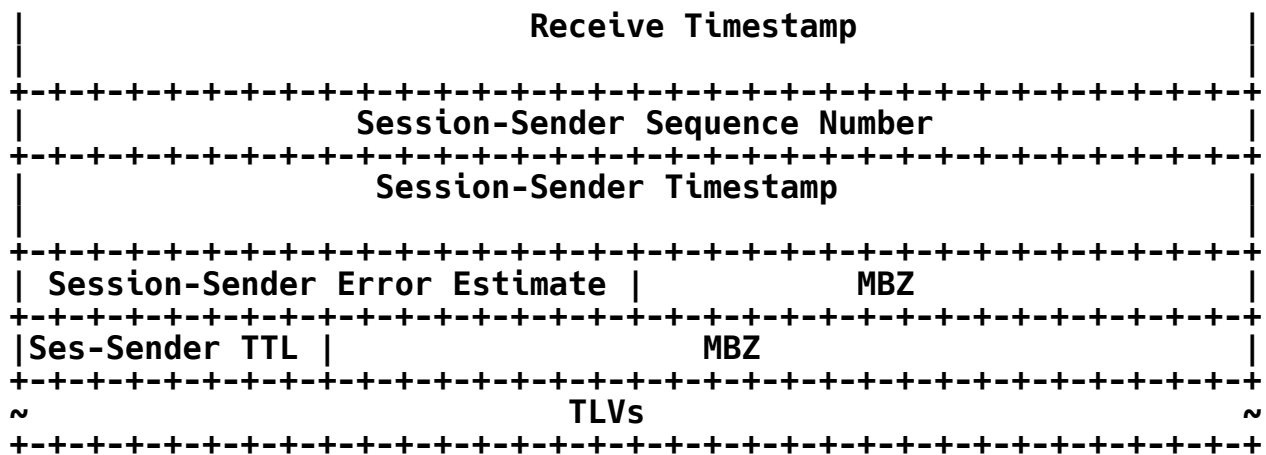 |                          Receive Timestamp                    |
|                                                               |
+-+-+-+-+-+-+-+-+-+-+-+-+-+-+-+-+-+-+-+-+-+-+-+-+-+-+-+-+-+-+-+-+
|                 Session-Sender Sequence Number                |
+-+-+-+-+-+-+-+-+-+-+-+-+-+-+-+-+-+-+-+-+-+-+-+-+-+-+-+-+-+-+-+-+
|                  Session-Sender Timestamp                     |
|                                                               |
+-+-+-+-+-+-+-+-+-+-+-+-+-+-+-+-+-+-+-+-+-+-+-+-+-+-+-+-+-+-+-+-+
| Session-Sender Error Estimate |           MBZ                 |
+-+-+-+-+-+-+-+-+-+-+-+-+-+-+-+-+-+-+-+-+-+-+-+-+-+-+-+-+-+-+-+-+
|Ses-Sender TTL |                   MBZ                         |
+-+-+-+-+-+-+-+-+-+-+-+-+-+-+-+-+-+-+-+-+-+-+-+-+-+-+-+-+-+-+-+-+
~                            TLVs                               ~
+-+-+-+-+-+-+-+-+-+-+-+-+-+-+-+-+-+-+-+-+-+-+-+-+-+-+-+-+-+-+-+-+